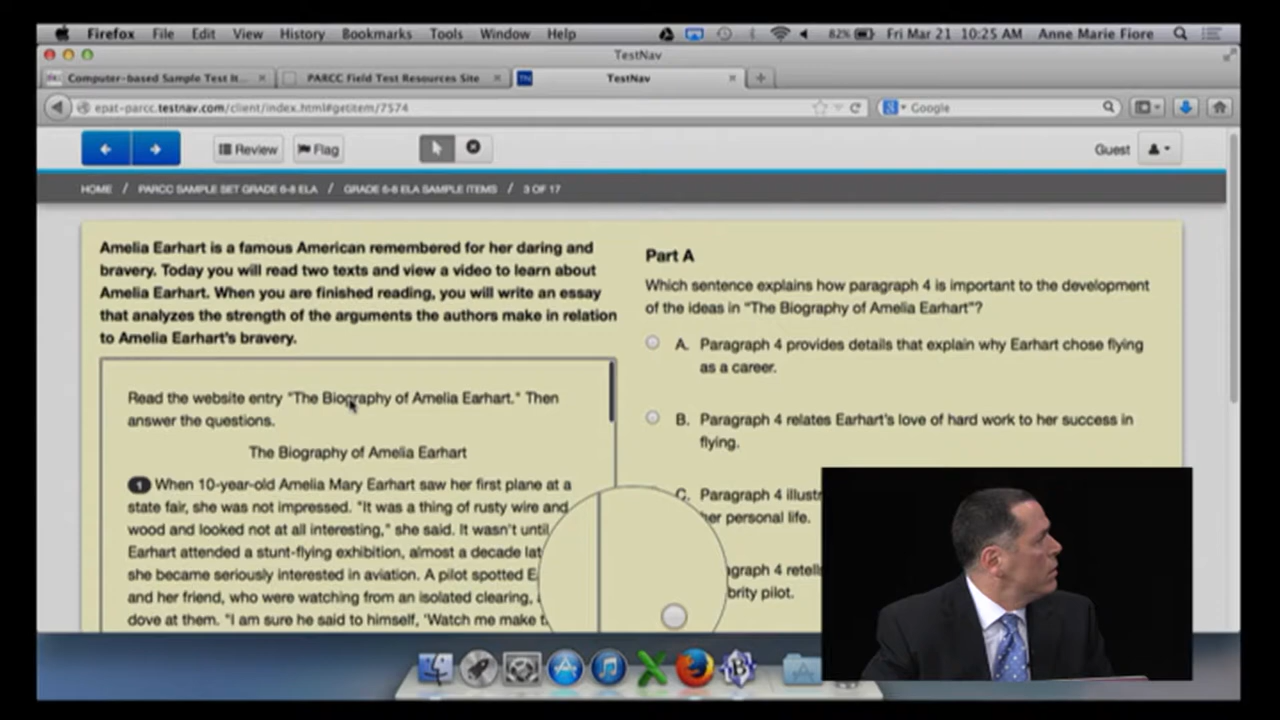 Firefox File Edit View History Bookmarks Tools Window Help 82% Fri Mar 21 10:25 AM Anne Marie Fiore
TestNav
Computer-based Sample Test It... PARCC Field Test Resources Site TN TestNav
epat-parcc.testnav.com/client/index.html#getitem/7574 Google
Review Flag Guest
HOME / PARCC SAMPLE SET GRADE 6-8 ELA / GRADE 6-8 ELA SAMPLE ITEMS / 3 OF 17
Amelia Earhart is a famous American remembered for her daring and
bravery. Today you will read two texts and view a video to learn about
Amelia Earhart. When you are finished reading, you will write an essay
that analyzes the strength of the arguments the authors make in relation
to Amelia Earhart's bravery.
Read the website entry "The Biography of Amelia Earhart." Then
answer the questions.
The Biography of Amelia Earhart
1 When 10-year-old Amelia Mary Earhart saw her first plane at a
state fair, she was not impressed. "It was a thing of rusty wire and
wood and looked not at all interesting," she said. It wasn't until
Earhart attended a stunt-flying exhibition, almost a decade lat
she became seriously interested in aviation. A pilot spotted E
and her friend, who were watching from an isolated clearing,
dove at them. "I am sure he said to himself, 'Watch me make t
Part A
Which sentence explains how paragraph 4 is important to the development
of the ideas in "The Biography of Amelia Earhart"?
A. Paragraph 4 provides details that explain why Earhart chose flying
as a career.
B. Paragraph 4 relates Earhart's love of hard work to her success in
flying.
C. Paragraph 4 illustr
her personal life.
agraph 4 retells
brity pilot.